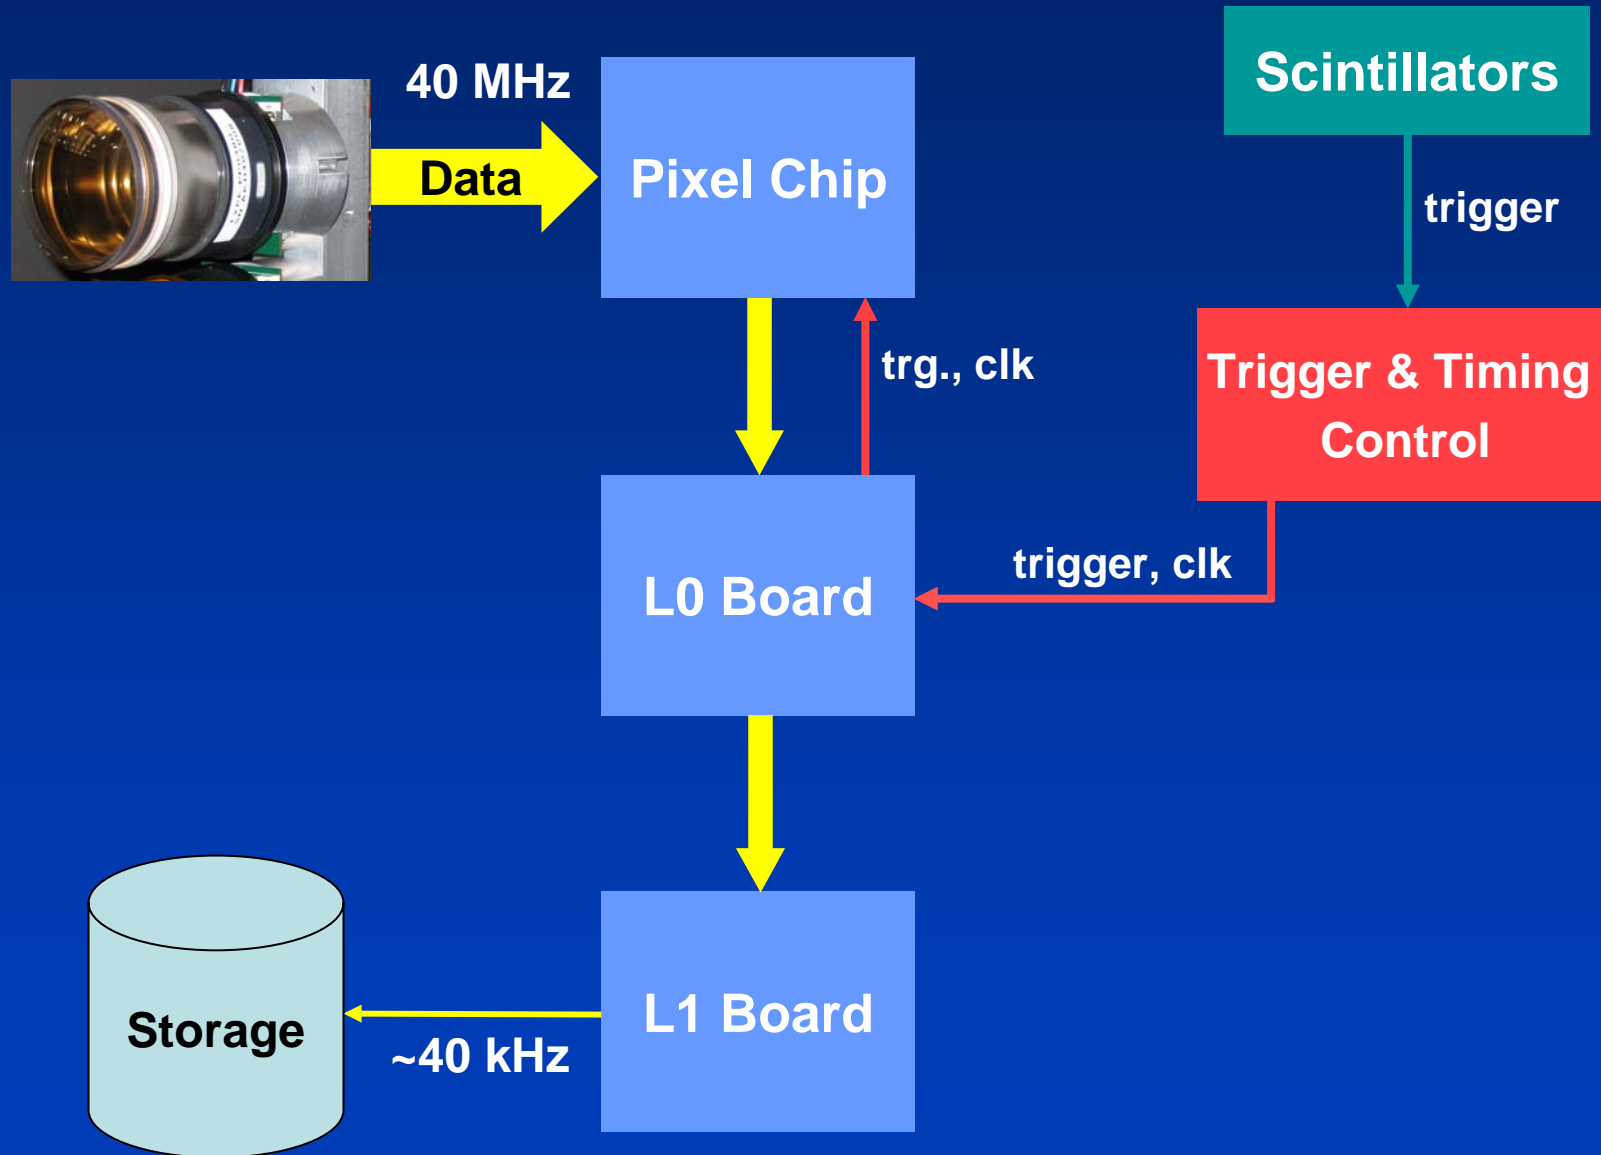 40 MHz
Data
Pixel Chip
Scintillators
trigger
trg., clk
Trigger & Timing
Control
L0 Board
trigger, clk
L1 Board
Storage
~40 kHz